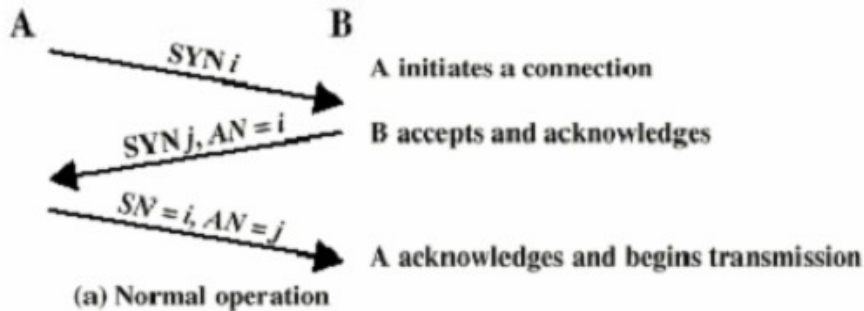 A B
SYN i
A initiates a connection
SYN j, AN = i
B accepts and acknowledges
SN = i, AN = j
A acknowledges and begins transmission
(a) Normal operation